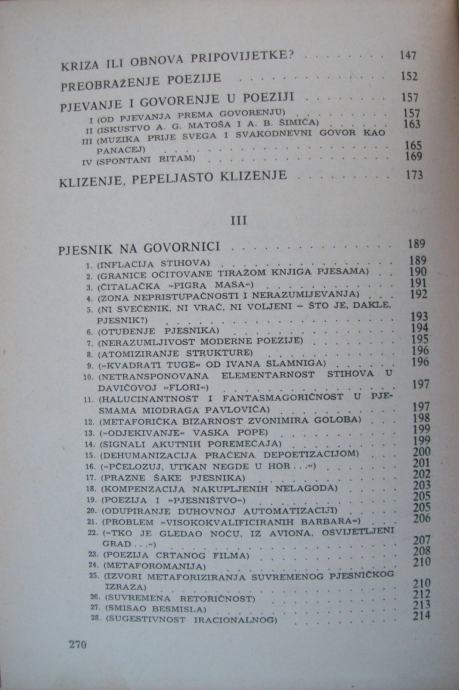 KRIZA ILI OBNOVA PRIPOVIJETKE? . . . . . . . . 147
PREOBRAŽENJE POEZIJE . . . . . . . . . . . . 152
PJEVANJE I GOVORENJE U POEZIJI . . . . . . . . 157
I (OD PJEVANJA PREMA GOVORENJU) . . . . . . . . 157
II (ISKUSTVO A. G. MATOŠA I A. B. ŠIMIĆA) . . . . . . 163
III (MUZIKA PRIJE SVEGA I SVAKODNEVNI GOVOR KAO
PANACEJ) . . . . . . . . . . . . . . . . 165
IV (SPONTANI RITAM) . . . . . . . . . . . . . 169
KLIZENJE, PEPELJASTO KLIZENJE . . . . . . . . 173
III
PJESNIK NA GOVORNICI . . . . . . . . . . . . 189
1. (INFLACIJA STIHOVA) . . . . . . . . . . . . 189
2. (GRANICE OČITOVANE TIRAŽOM KNJIGA PJESAMA) . . 190
3. (ČITALAČKA »PIGRA MASA«) . . . . . . . . . . 191
4. (ZONA NEPRISTUPAČNOSTI I NERAZUMIJEVANJA) . . . 192
5. (NI SVEĆENIK, NI VRAČ, NI VOLJENI — ŠTO JE, DAKLE,
PJESNIK?) . . . . . . . . . . . . . . . 193
6. (OTUĐENJE PJESNIKA) . . . . . . . . . . . . 194
7. (NERAZUMLJIVOST MODERNE POEZIJE) . . . . . . . 195
8. (ATOMIZIRANJE STRUKTURE) . . . . . . . . . . 196
9. (»KVADRATI TUGE« OD IVANA SLAMNIGA) . . . . . . 196
10. (NETRANSPONOVANA ELEMENTARNOST STIHOVA U
DAVIČOVOJ »FLORI«) . . . . . . . . . . . . 197
11. (HALUCINANTNOST I FANTASMAGORIČNOST U PJE-
SMAMA MIODRAGA PAVLOVIĆA) . . . . . . . . . 197
12. (METAFORIČKA BIZARNOST ZVONIMIRA GOLOBA) . . . 198
13. (»ODJEKIVANJE« VASKA POPE) . . . . . . . . . 199
14. (SIGNALI AKUTNIH POREMEĆAJA) . . . . . . . . 199
15. (DEHUMANIZACIJA PRAĆENA DEPOETIZACIJOM) . . . . 200
16. (»PČELOZUJ, UTKAN NEGDE U HOR . . .«) . . . . . . 201
17. (PRAZNE ŠAKE PJESNIKA) . . . . . . . . . . . 202
18. (KOMPENZACIJA NAKUPLJENIH NELAGODA) . . . . . 203
19. (POEZIJA I »PJESNIŠTVO«) . . . . . . . . . . 205
20. (ODUPIRANJE DUHOVNOJ AUTOMATIZACIJI) . . . . . 205
21. (PROBLEM »VISOKOKVALIFICIRANIH BARBARA«) . . . . 206
22. (»TKO JE GLEDAO NOĆU, IZ AVIONA, OSVIJETLJENI
GRAD . . .«) . . . . . . . . . . . . . . 207
23. (POEZIJA CRTANOG FILMA) . . . . . . . . . . 208
24. (METAFOROMANIJA) . . . . . . . . . . . . . 210
25. (IZVORI METAFORIZIRANJA SUVREMENOG PJESNIČKOG
IZRAZA) . . . . . . . . . . . . . . . . 210
26. (SUVREMENA RETORIČNOST) . . . . . . . . . . 212
27. (SMISAO BESMISLA) . . . . . . . . . . . . . 213
28. (SUGESTIVNOST IRACIONALNOG) . . . . . . . . . 214
270